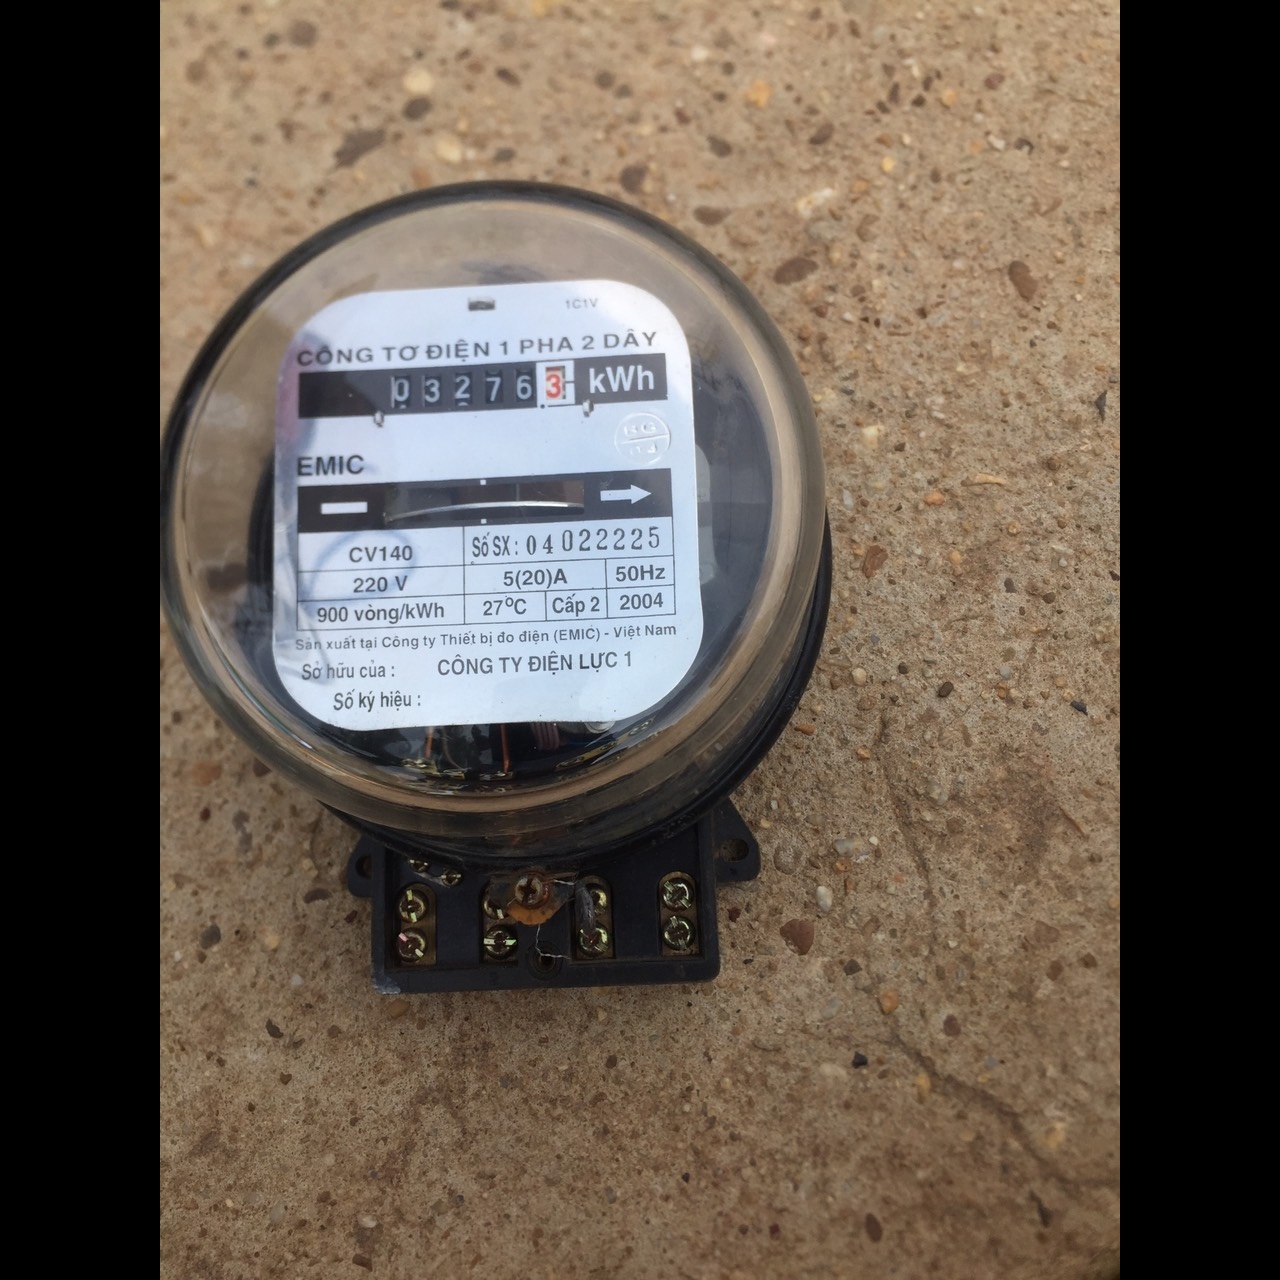 1C1V
CÔNG TƠ ĐIỆN 1 PHA 2 DÂY
032763 kWh
EMIC
CV140 Số SX: 04022225
220 V 5(20)A 50Hz
900 vòng/kWh 27°C Cấp 2 2004
Sản xuất tại Công ty Thiết bị đo điện (EMIC) - Việt Nam
Sở hữu của : CÔNG TY ĐIỆN LỰC 1
Số ký hiệu :